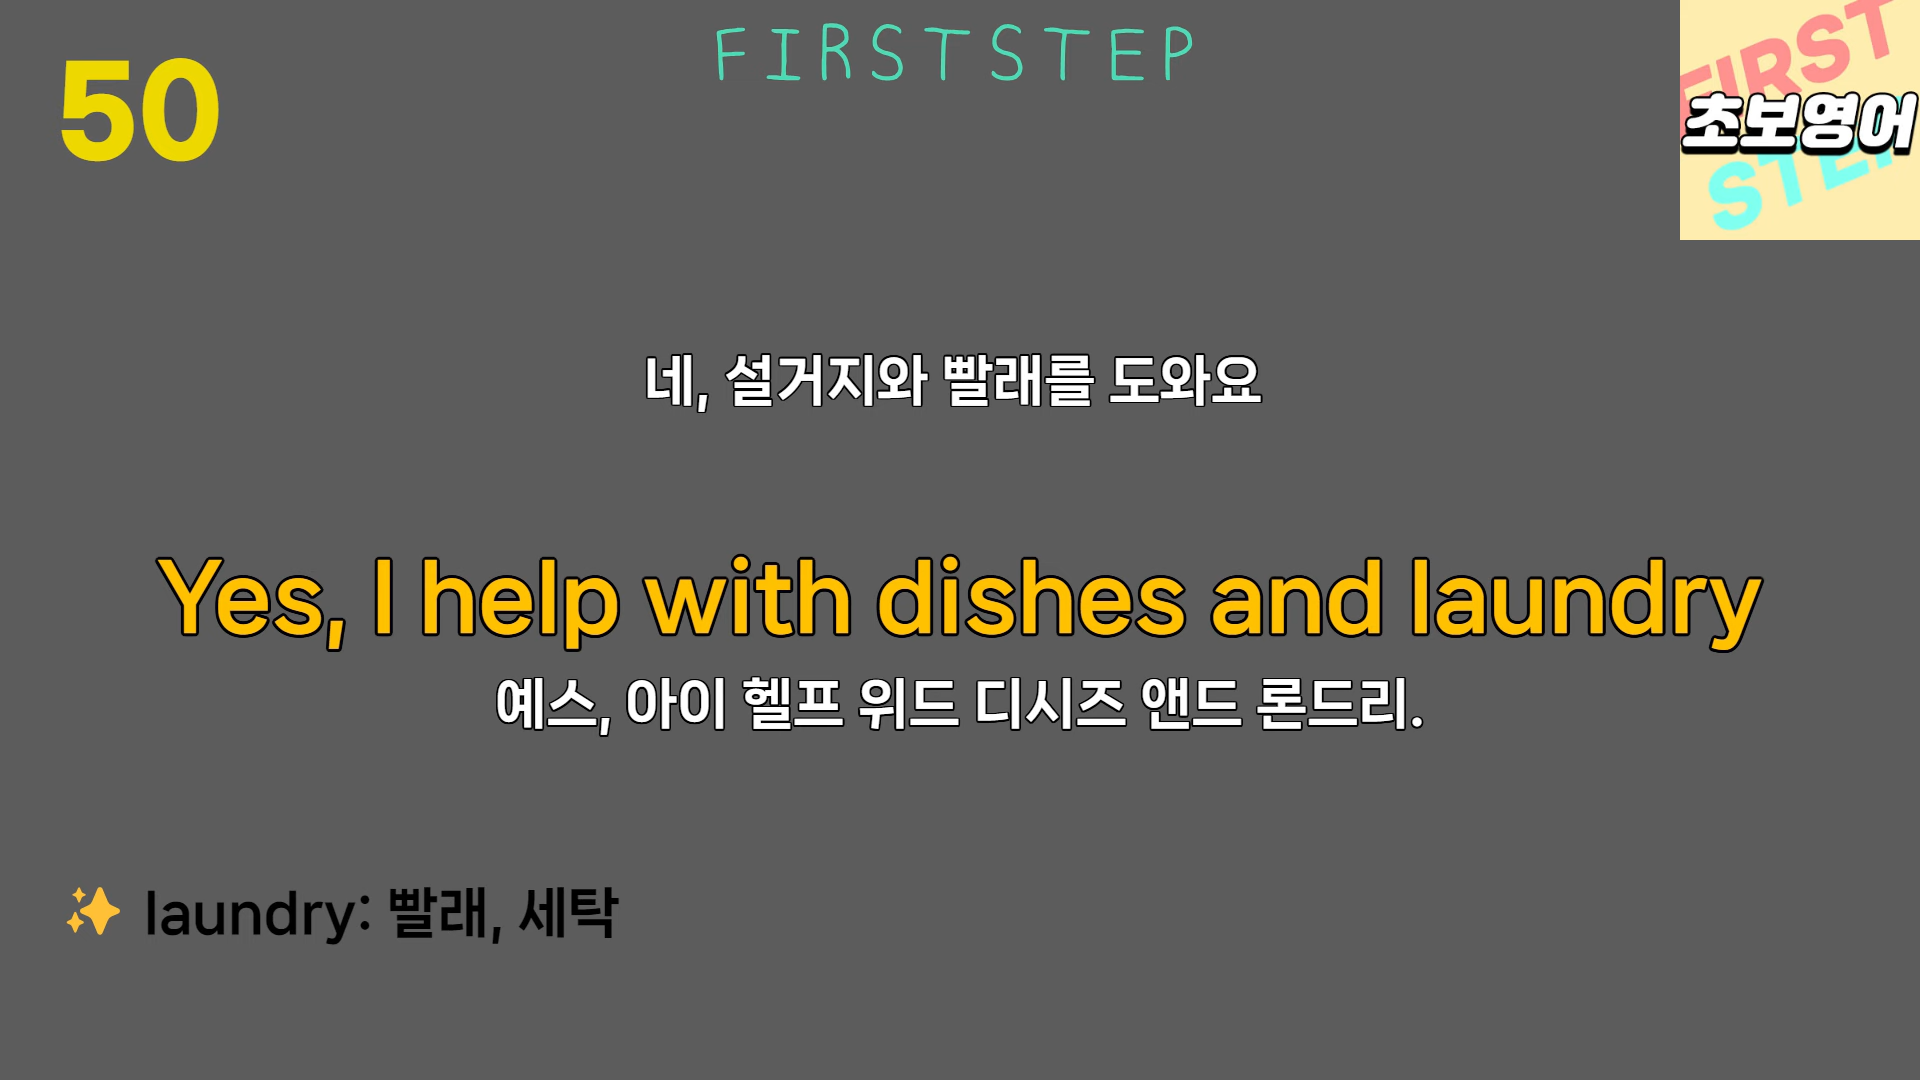 FIRSTSTEP
50
FIRST
초보영어
STEP
네, 설거지와 빨래를 도와요
Yes, I help with dishes and laundry
예스, 아이 헬프 위드 디시즈 앤드 론드리.
✨ laundry: 빨래, 세탁